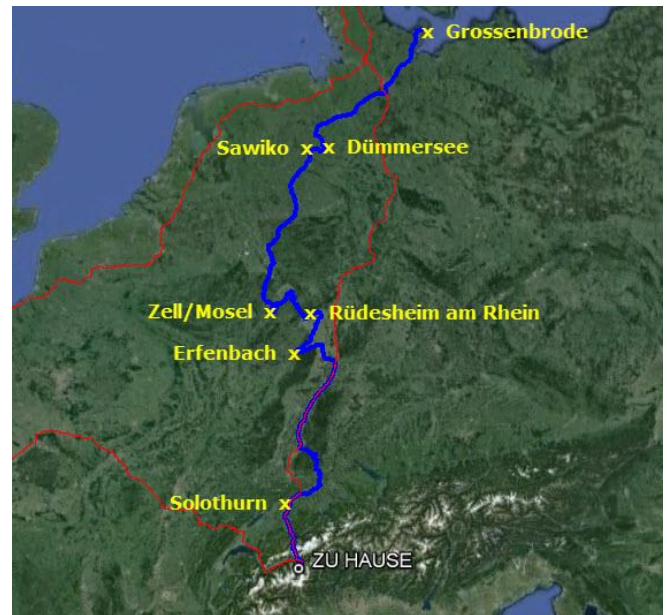 x Grossenbrode
Sawiko x x Dümmersee
Zell/Mosel x x Rüdesheim am Rhein
Erfenbach x
Solothurn x
ZU HAUSE